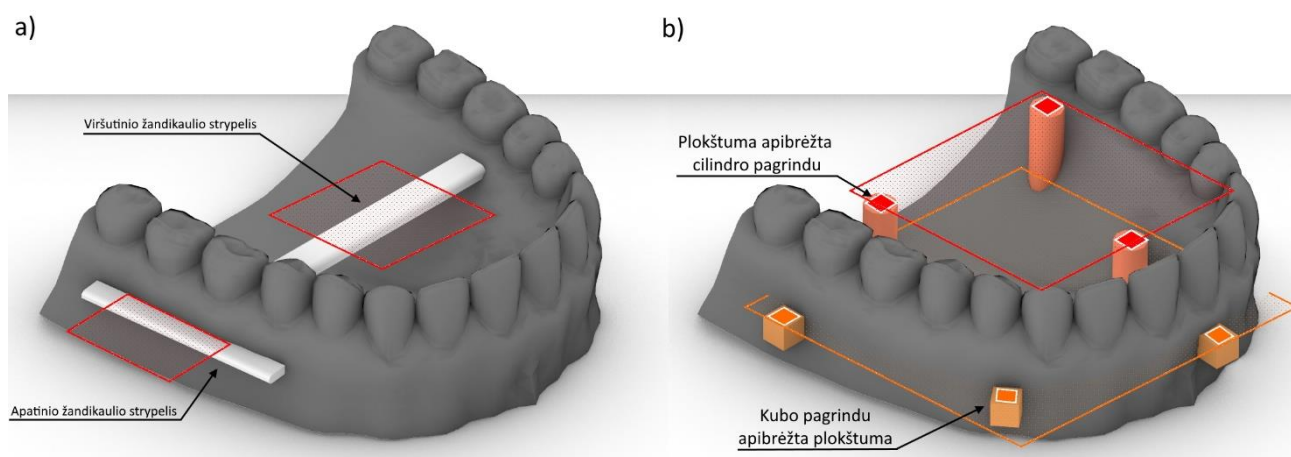 a)
Viršutinio žandikaulio strypelis
Apatinio žandikaulio strypelis
b)
Plokštuma apibrėžta
cilindro pagrindu
Kubo pagrindu
apibrėžta plokštuma